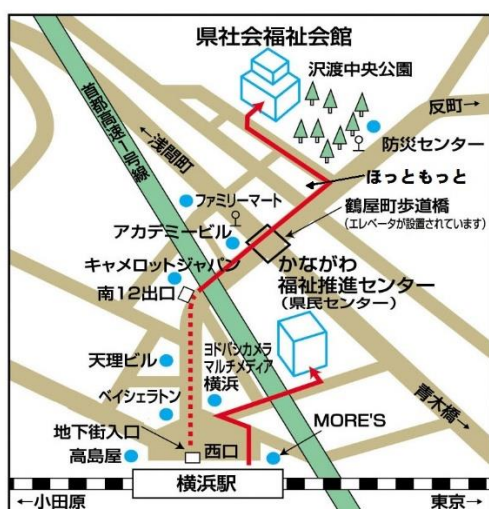 県社会福祉会館
沢渡中央公園
反町
首都高速1号線
浅間町
防災センター
ほっともっと
ファミリーマート
鶴屋町歩道橋
(エレベータが設置されています)
アカデミービル
キャメロットジャパン
かながわ
福祉推進センター
(県民センター)
南12出口
ヨドバシカメラ
マルチメディア
横浜
天理ビル
ベイシェラトン
青木橋
地下街入口
MORE'S
高島屋
西口
横浜駅
←小田原
東京→